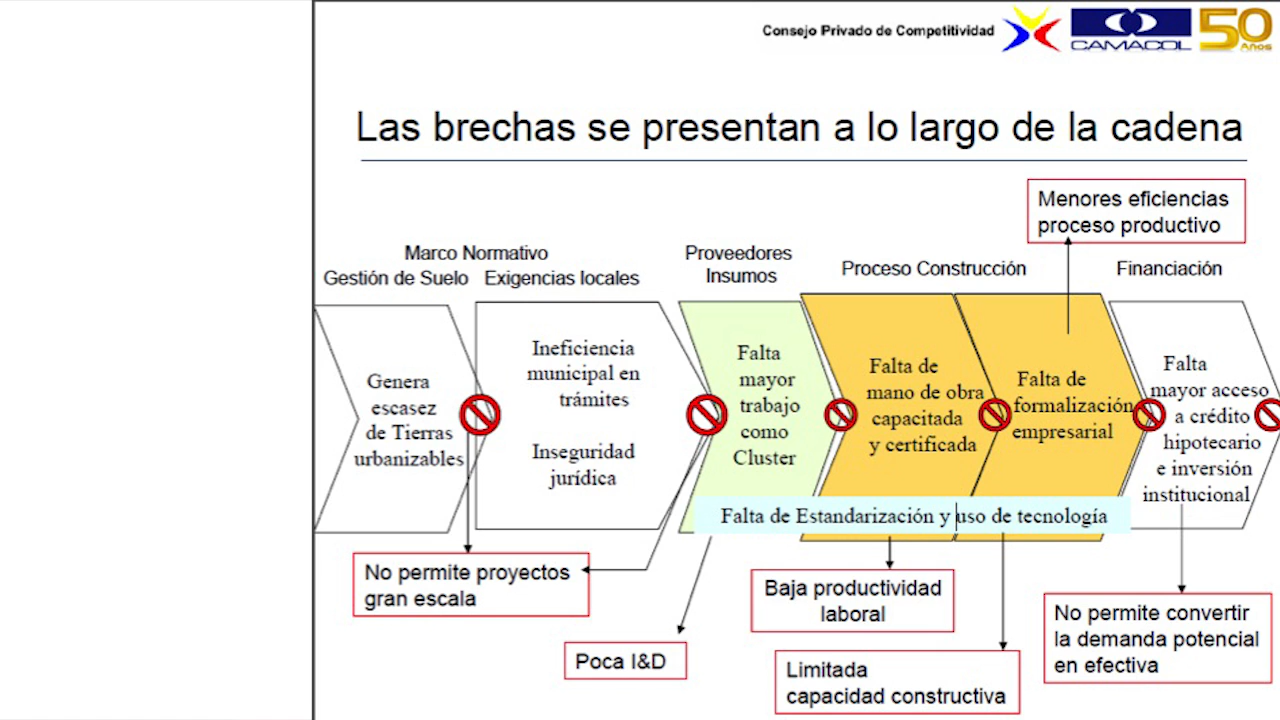 Consejo Privado de Competitividad
CAMACOL
50
Años
Las brechas se presentan a lo largo de la cadena
Menores eficiencias
proceso productivo
Marco Normativo
Gestión de Suelo
Exigencias locales
Proveedores
Insumos
Proceso Construcción
Financiación
Genera
escasez
de Tierras
urbanizables
Ineficiencia
municipal en
trámites
Inseguridad
jurídica
Falta
mayor
trabajo
como
Cluster
Falta de
mano de obra
capacitada
y certificada
Falta de
formalización
empresarial
Falta
mayor acceso
a crédito
hipotecario
e inversión
institucional
Falta de Estandarización y uso de tecnología
No permite proyectos
gran escala
Poca I&D
Baja productividad
laboral
Limitada
capacidad constructiva
No permite convertir
la demanda potencial
en efectiva